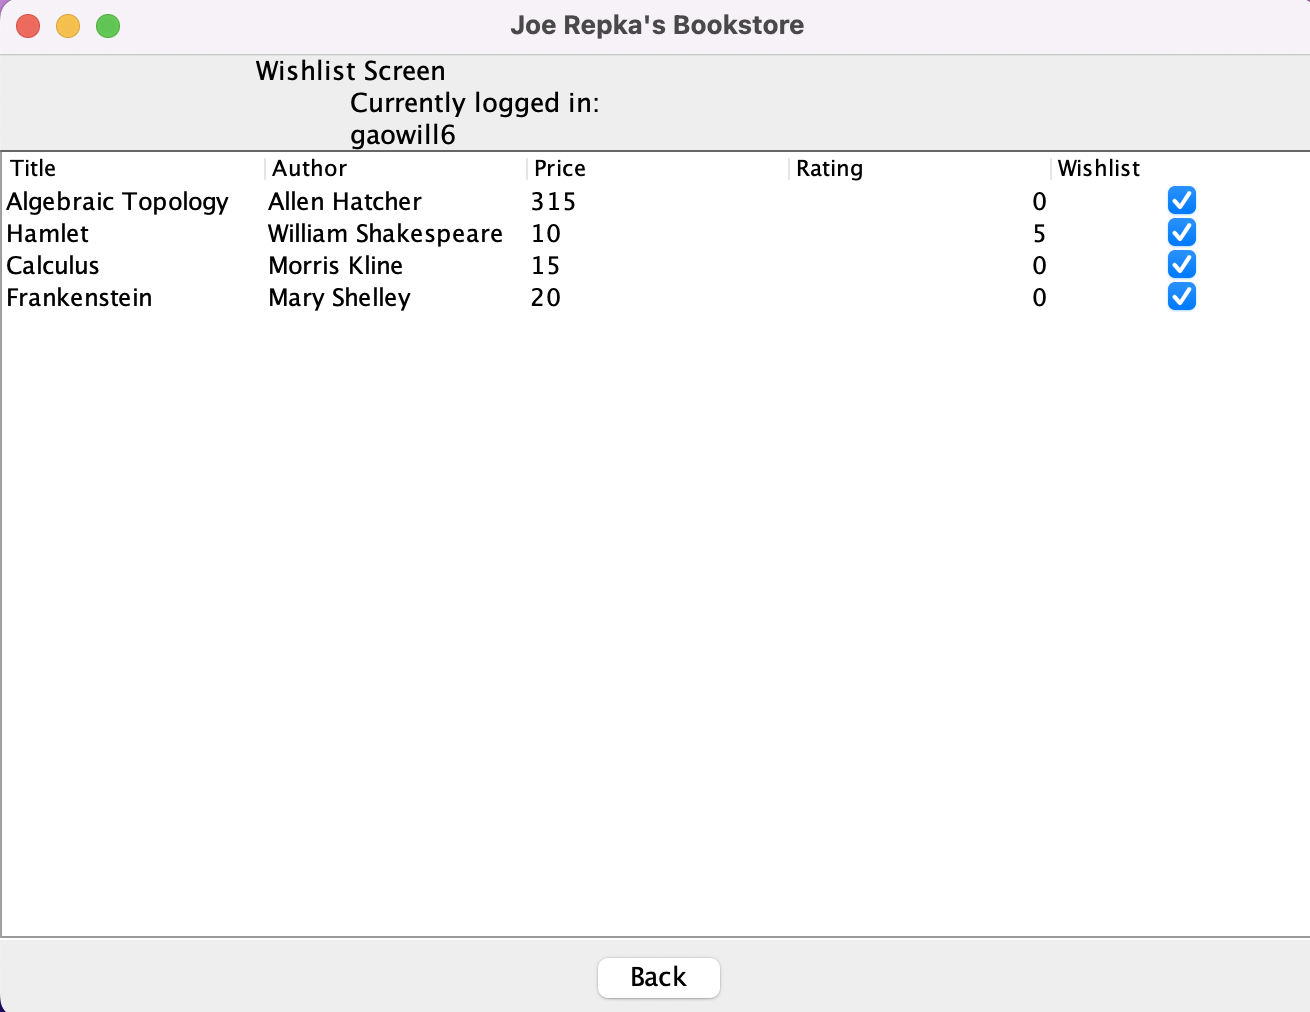 Joe Repka's Bookstore
Wishlist Screen
Currently logged in:
gaowill6
Title Author Price Rating Wishlist
Algebraic Topology Allen Hatcher 315 0
Hamlet William Shakespeare 10 5
Calculus Morris Kline 15 0
Frankenstein Mary Shelley 20 0
Back